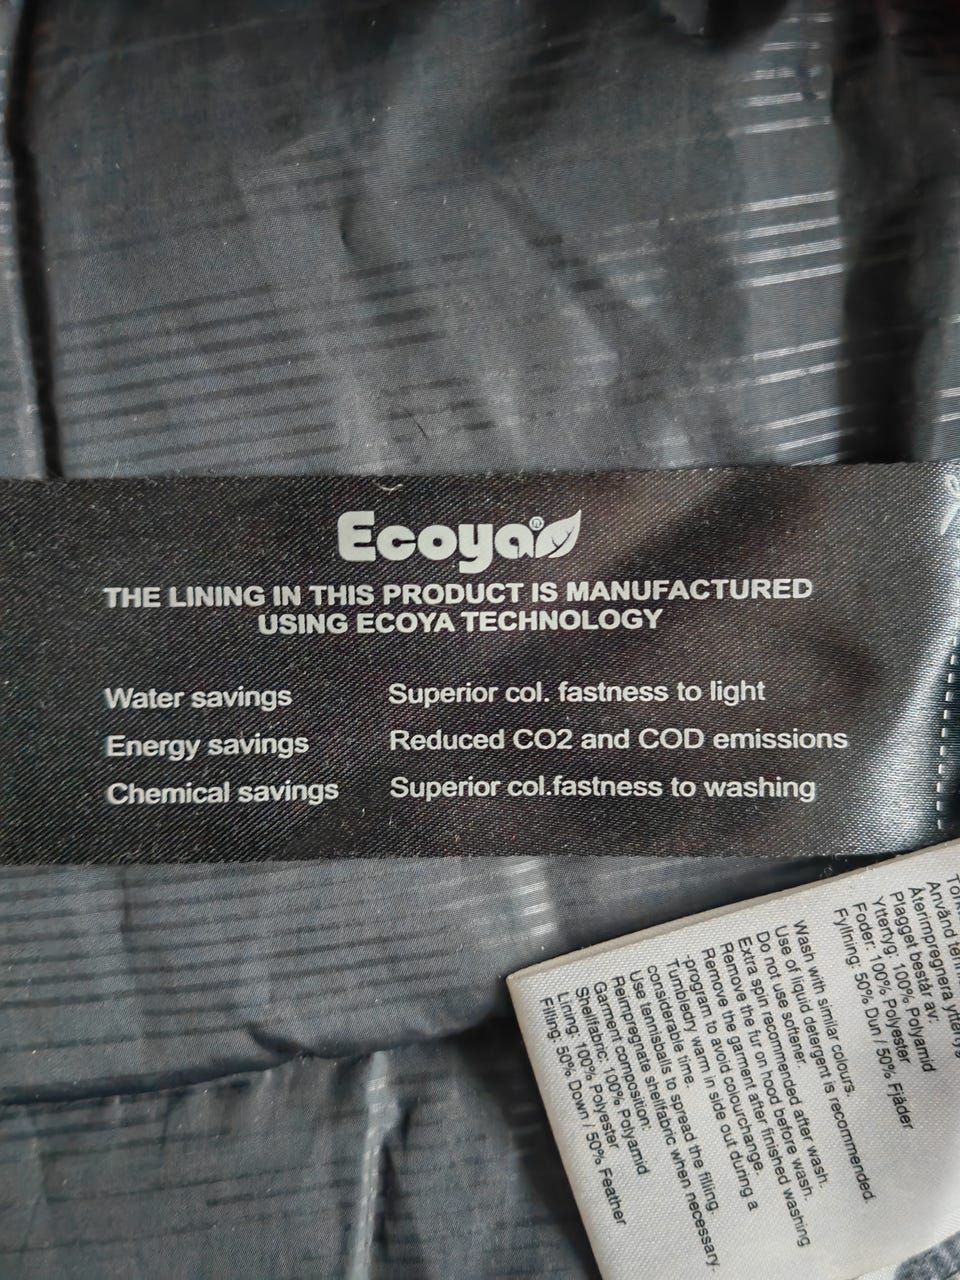 Ecoya®
THE LINING IN THIS PRODUCT IS MANUFACTURED
USING ECOYA TECHNOLOGY
Water savings Superior col. fastness to light
Energy savings Reduced CO2 and COD emissions
Chemical savings Superior col.fastness to washing
Använd
Återimpregnera
Plagget består av:
Yttertyg: 100% Polyamid
Foder: 100% Polyester
Fyllning: 50% Dun / 50% Fjäder
Wash with similar colours.
Use of liquid detergent is recommended.
Do not use softener.
Extra spin recommended after wash.
Remove the fur on hood before wash.
Remove the garment after finished washing
program to avoid colourchange.
Tumbledry warm in side out during a
considerable time.
Use tennisballs to spread the filling.
Reimpregnate shellfabric when necessary.
Garment composition:
Shellfabric: 100% Polyamid
Lining: 100% Polyester
Filling: 50% Down / 50% Feather